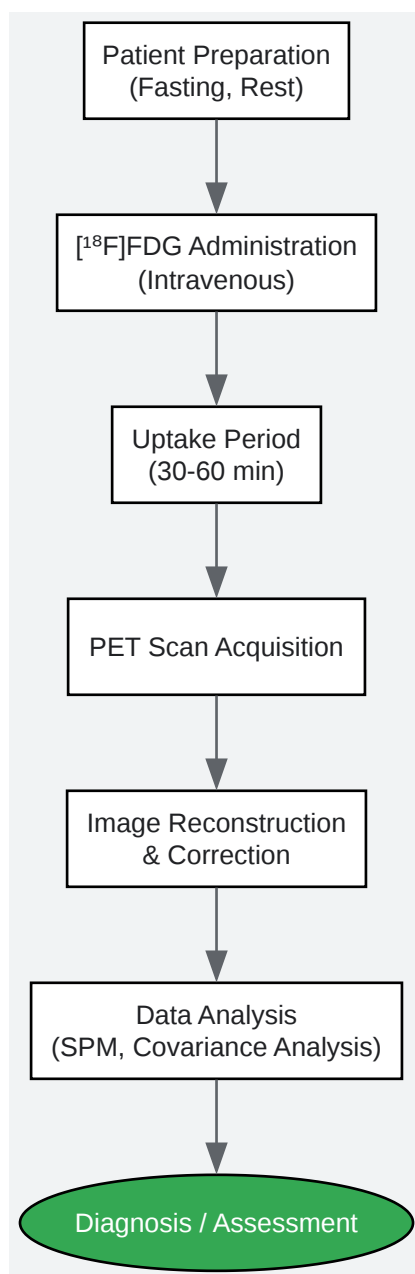 Patient Preparation
(Fasting, Rest)
[¹⁸F]FDG Administration
(Intravenous)
Uptake Period
(30-60 min)
PET Scan Acquisition
Image Reconstruction
& Correction
Data Analysis
(SPM, Covariance Analysis)
Diagnosis / Assessment